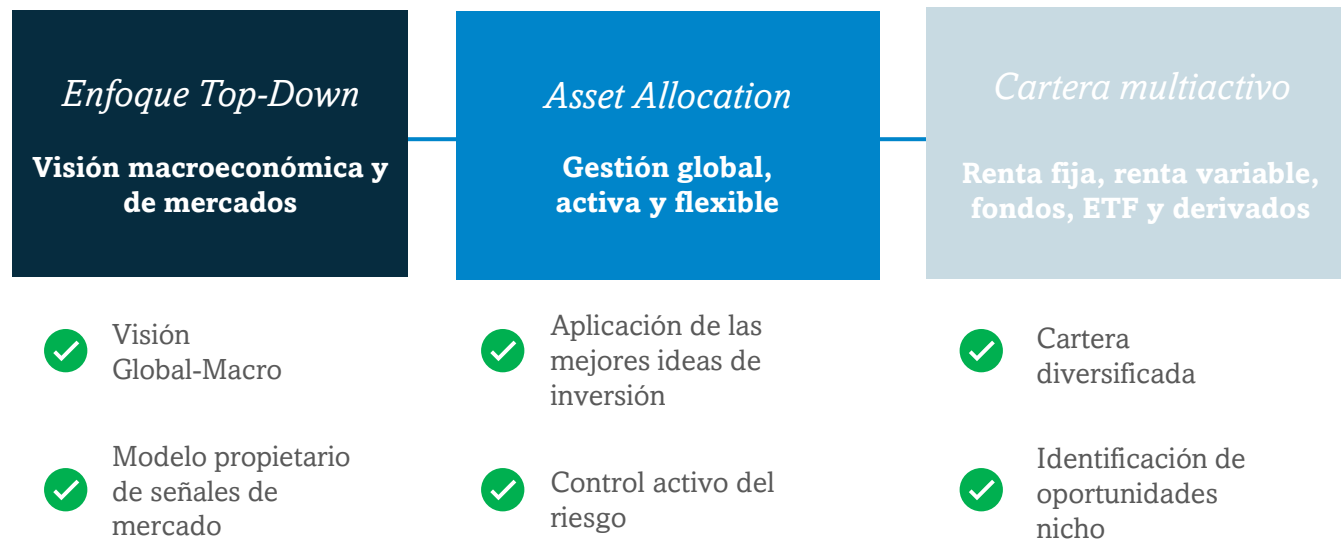 Enfoque Top-Down
Visión macroeconómica y
de mercados
Asset Allocation
Gestión global,
activa y flexible
Cartera multiactivo
Renta fija, renta variable,
fondos, ETF y derivados
Visión
Global-Macro
Modelo propietario
de señales de
mercado
Aplicación de las
mejores ideas de
inversión
Control activo del
riesgo
Cartera
diversificada
Identificación de
oportunidades
nicho